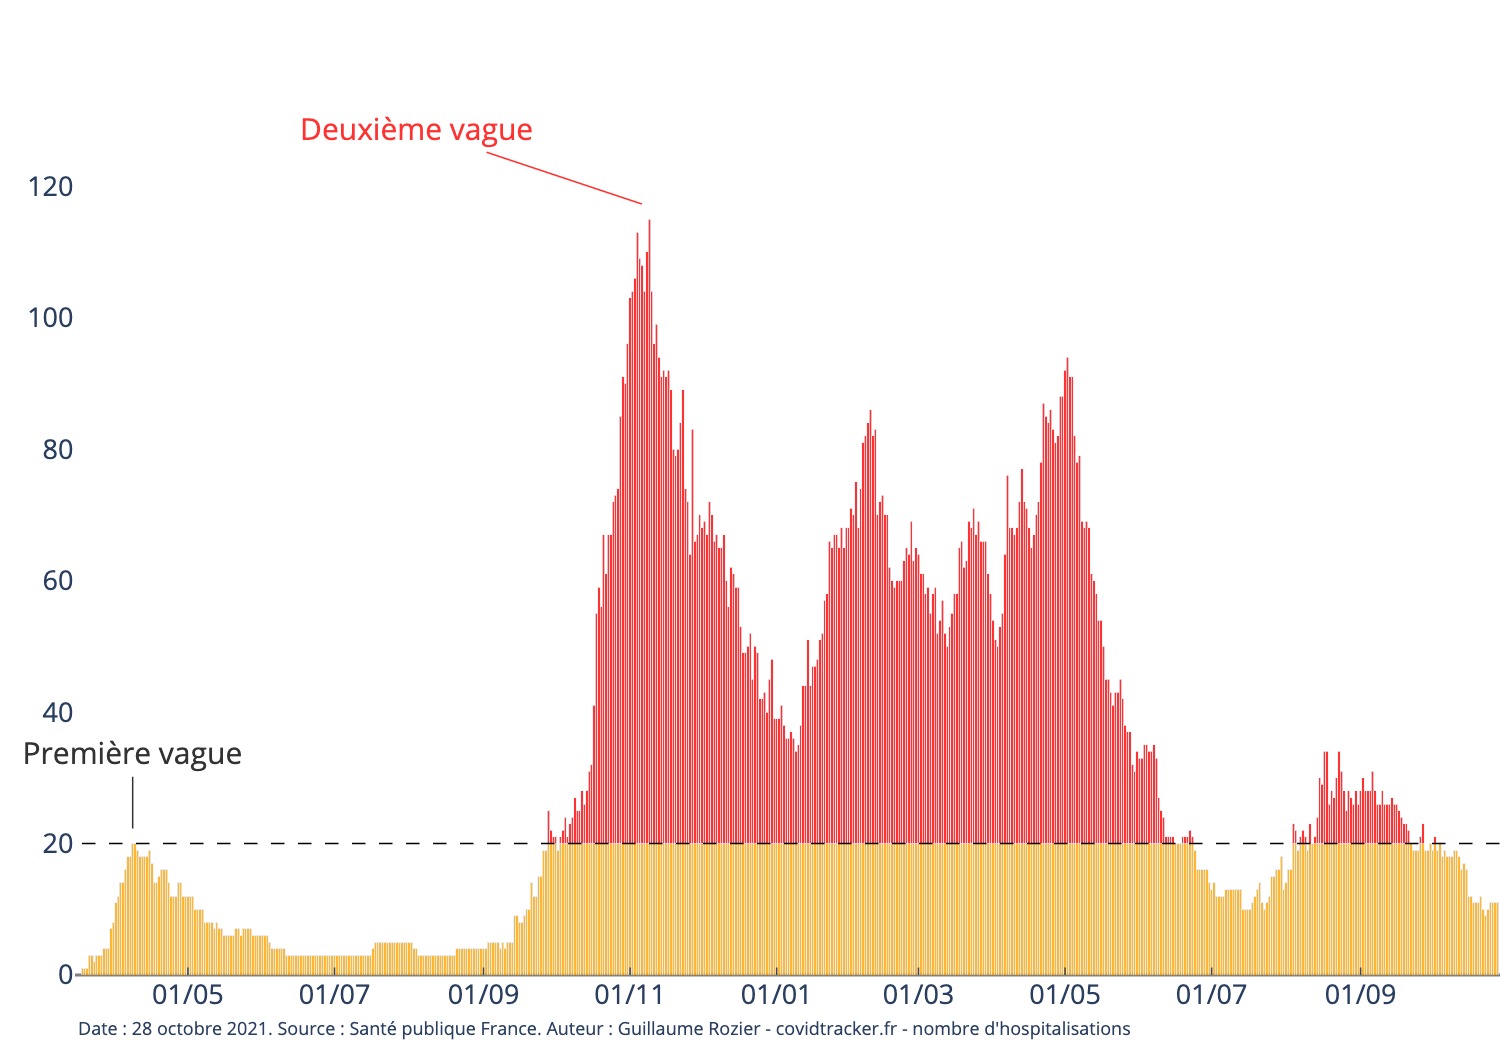 Deuxième vague
120
100
80
60
40
Première vague
20
0
01/05 01/07 01/09 01/11 01/01 01/03 01/05 01/07 01/09
Date : 28 octobre 2021. Source : Santé publique France. Auteur : Guillaume Rozier - covidtracker.fr - nombre d'hospitalisations